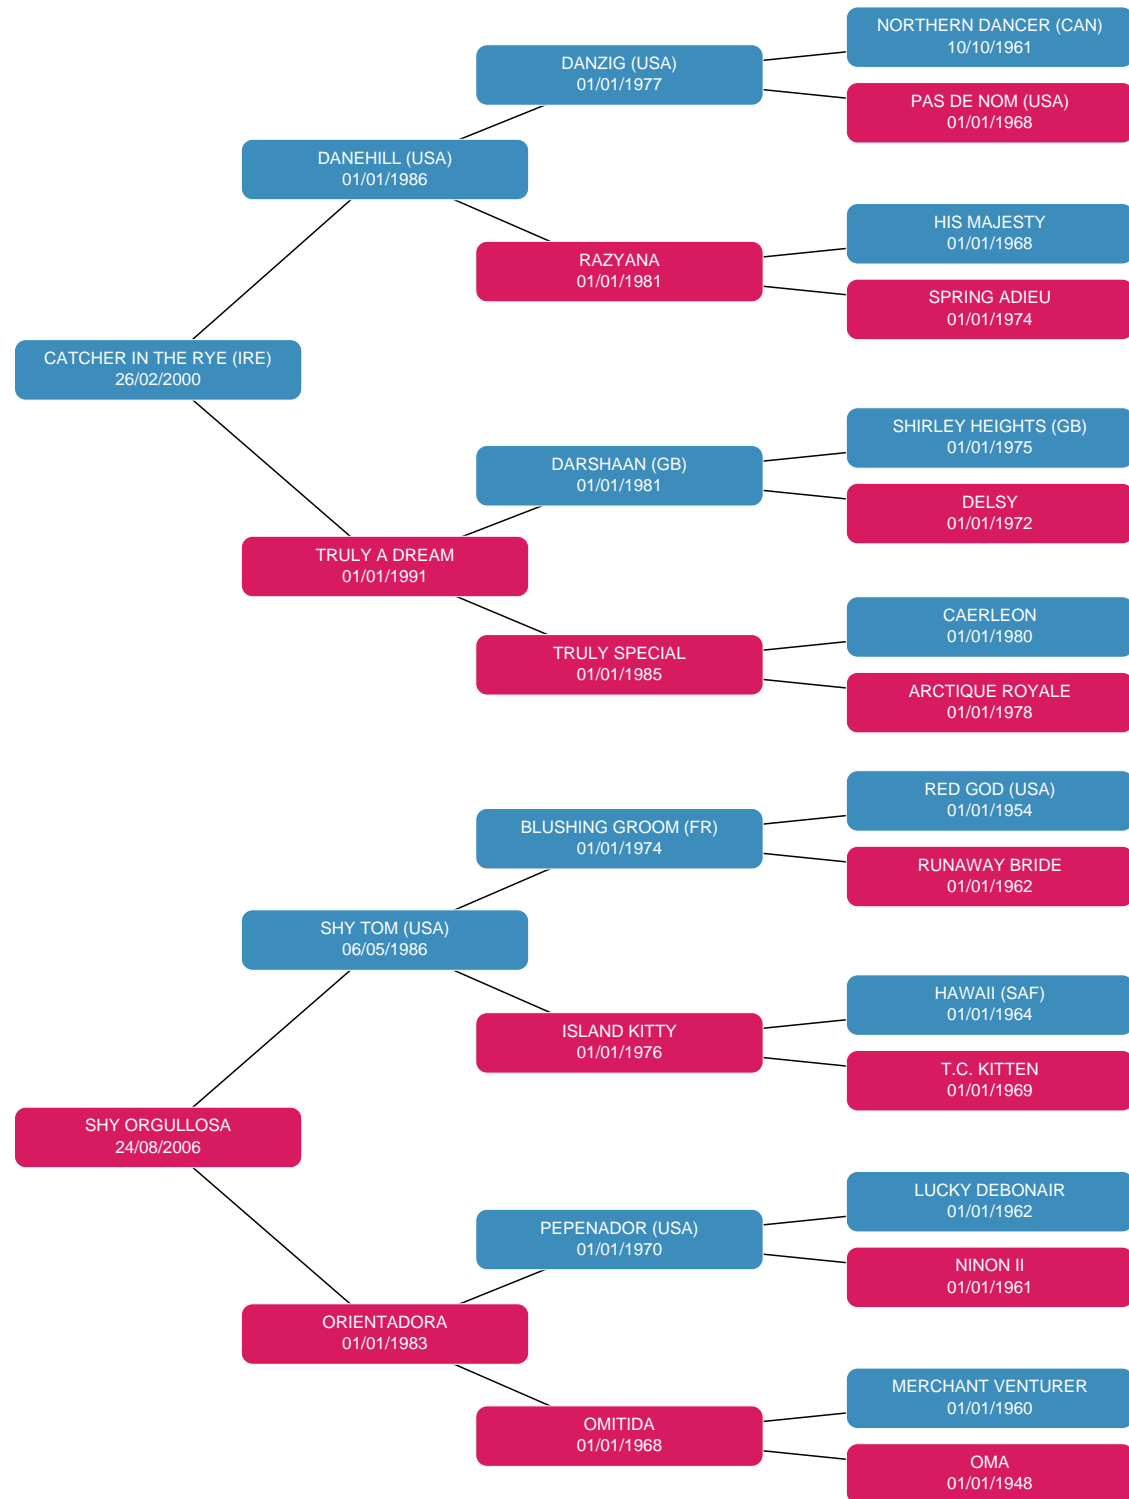 NORTHERN DANCER (CAN)
10/10/1961
DANZIG (USA)
01/01/1977
PAS DE NOM (USA)
01/01/1968
DANEHILL (USA)
01/01/1986
HIS MAJESTY
01/01/1968
RAZYANA
01/01/1981
SPRING ADIEU
01/01/1974
CATCHER IN THE RYE (IRE)
26/02/2000
SHIRLEY HEIGHTS (GB)
01/01/1975
DARSHAAN (GB)
01/01/1981
DELSY
01/01/1972
TRULY A DREAM
01/01/1991
CAERLEON
01/01/1980
TRULY SPECIAL
01/01/1985
ARCTIQUE ROYALE
01/01/1978
RED GOD (USA)
01/01/1954
BLUSHING GROOM (FR)
01/01/1974
RUNAWAY BRIDE
01/01/1962
SHY TOM (USA)
06/05/1986
HAWAII (SAF)
01/01/1964
ISLAND KITTY
01/01/1976
T.C. KITTEN
01/01/1969
SHY ORGULLOSA
24/08/2006
LUCKY DEBONAIR
01/01/1962
PEPENADOR (USA)
01/01/1970
NINON II
01/01/1961
ORIENTADORA
01/01/1983
MERCHANT VENTURER
01/01/1960
OMITIDA
01/01/1968
OMA
01/01/1948